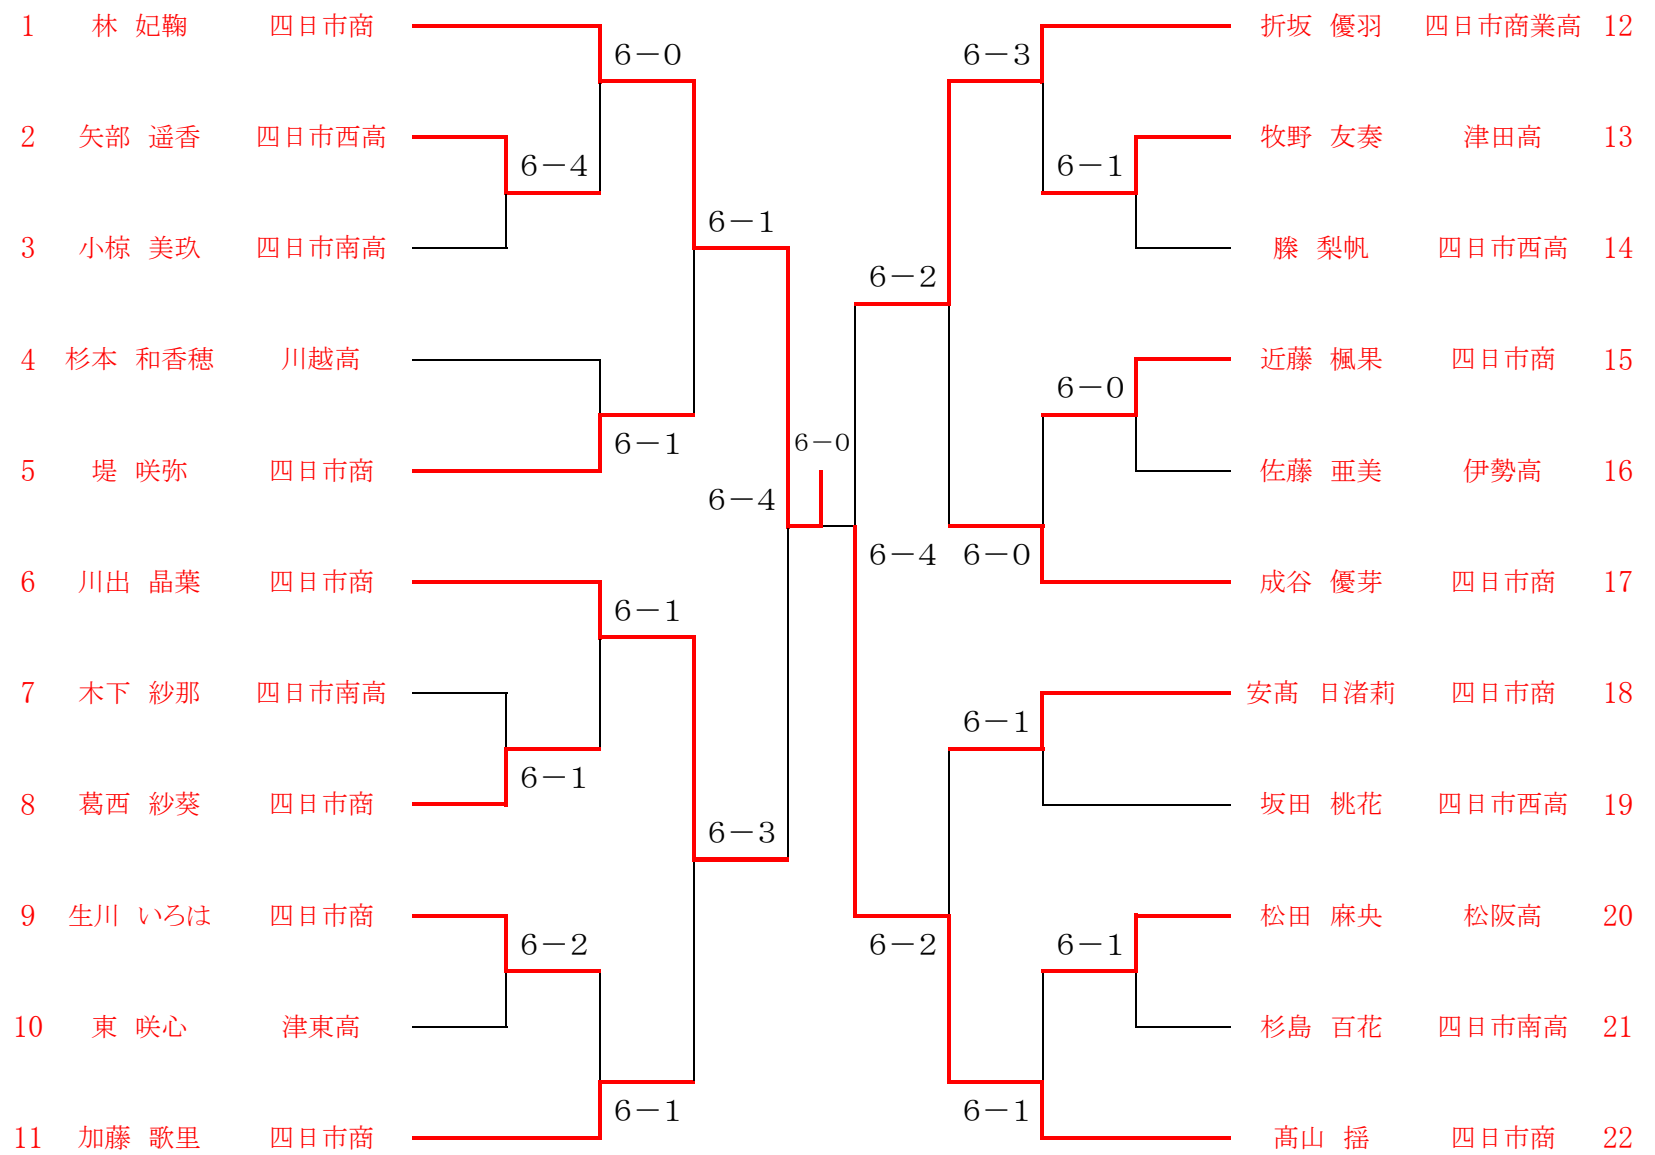 1 林 妃鞠 四日市商
折坂 優羽 四日市商業高 12
6－0
6－3
2 矢部 遥香 四日市西高
牧野 友奏 津田高 13
6－4
6－1
6－1
3 小椋 美玖 四日市南高
滕 梨帆 四日市西高 14
6－2
4 杉本 和香穂 川越高
近藤 楓果 四日市商 15
6－0
6－1
6－0
5 堤 咲弥 四日市商
佐藤 亜美 伊勢高 16
6－4
6－4
6－0
6 川出 晶葉 四日市商
成谷 優芽 四日市商 17
6－1
7 木下 紗那 四日市南高
安髙 日渚莉 四日市商 18
6－1
6－1
8 葛西 紗葵 四日市商
坂田 桃花 四日市西高 19
6－3
9 生川 いろは 四日市商
松田 麻央 松阪高 20
6－2
6－2
6－1
10 東 咲心 津東高
杉島 百花 四日市南高 21
6－1
6－1
11 加藤 歌里 四日市商
髙山 揺 四日市商 22